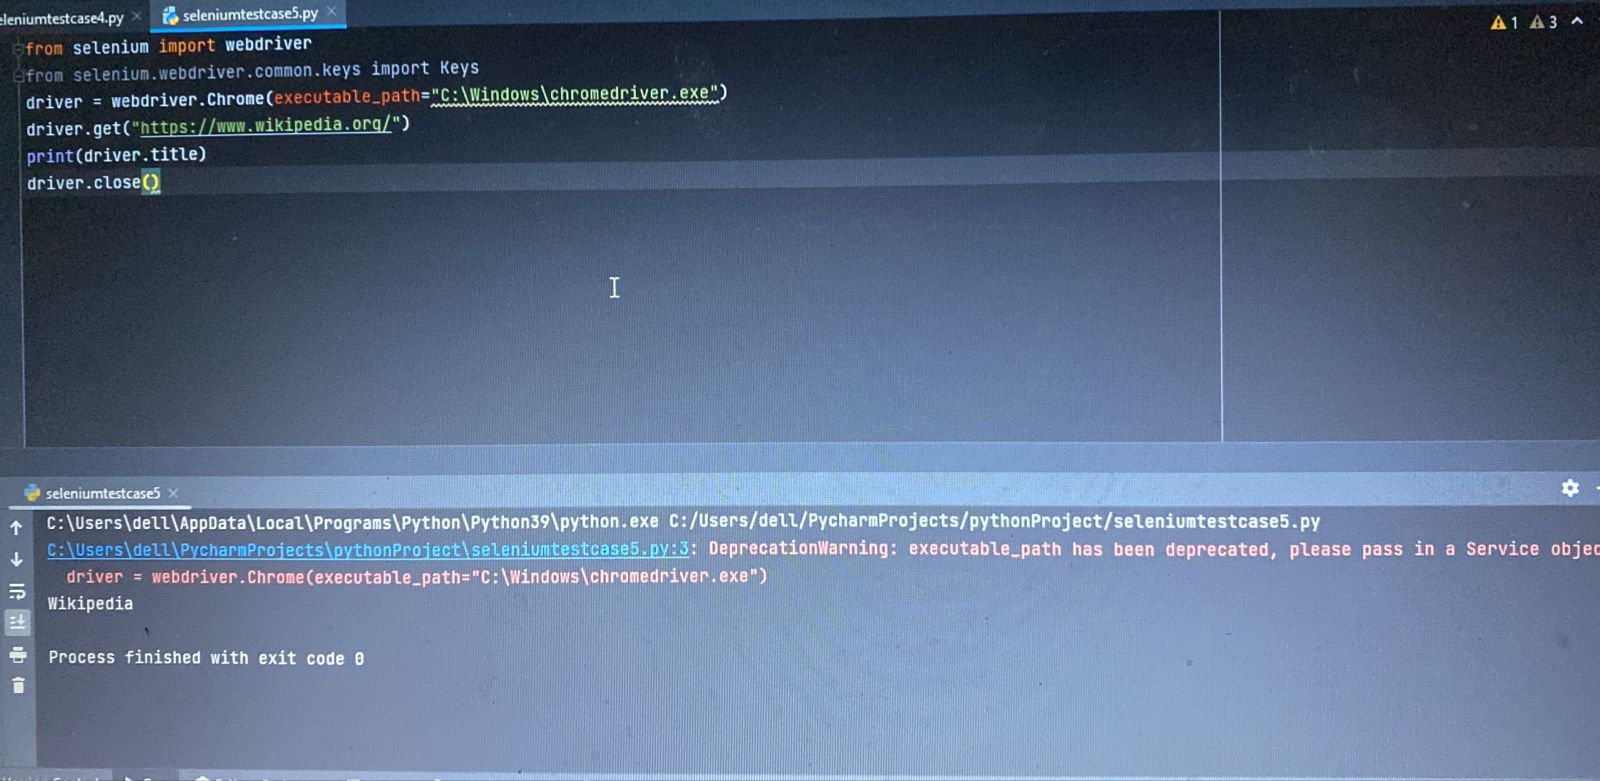 eleniumtestcase4.py
seleniumtestcase5.py
1 3
from selenium import webdriver
from selenium.webdriver.common.keys import Keys
driver = webdriver.Chrome(executable_path="C:\Windows\chromedriver.exe")
driver.get("https://www.wikipedia.org/")
print(driver.title)
driver.close()
seleniumtestcase5
C:\Users\dell\AppData\Local\Programs\Python\Python39\python.exe C:/Users/dell/PycharmProjects/pythonProject/seleniumtestcase5.py
C:\Users\dell\PycharmProjects\pythonProject\seleniumtestcase5.py:3: DeprecationWarning: executable_path has been deprecated, please pass in a Service objec
driver = webdriver.Chrome(executable_path="C:\Windows\chromedriver.exe")
Wikipedia
Process finished with exit code 0